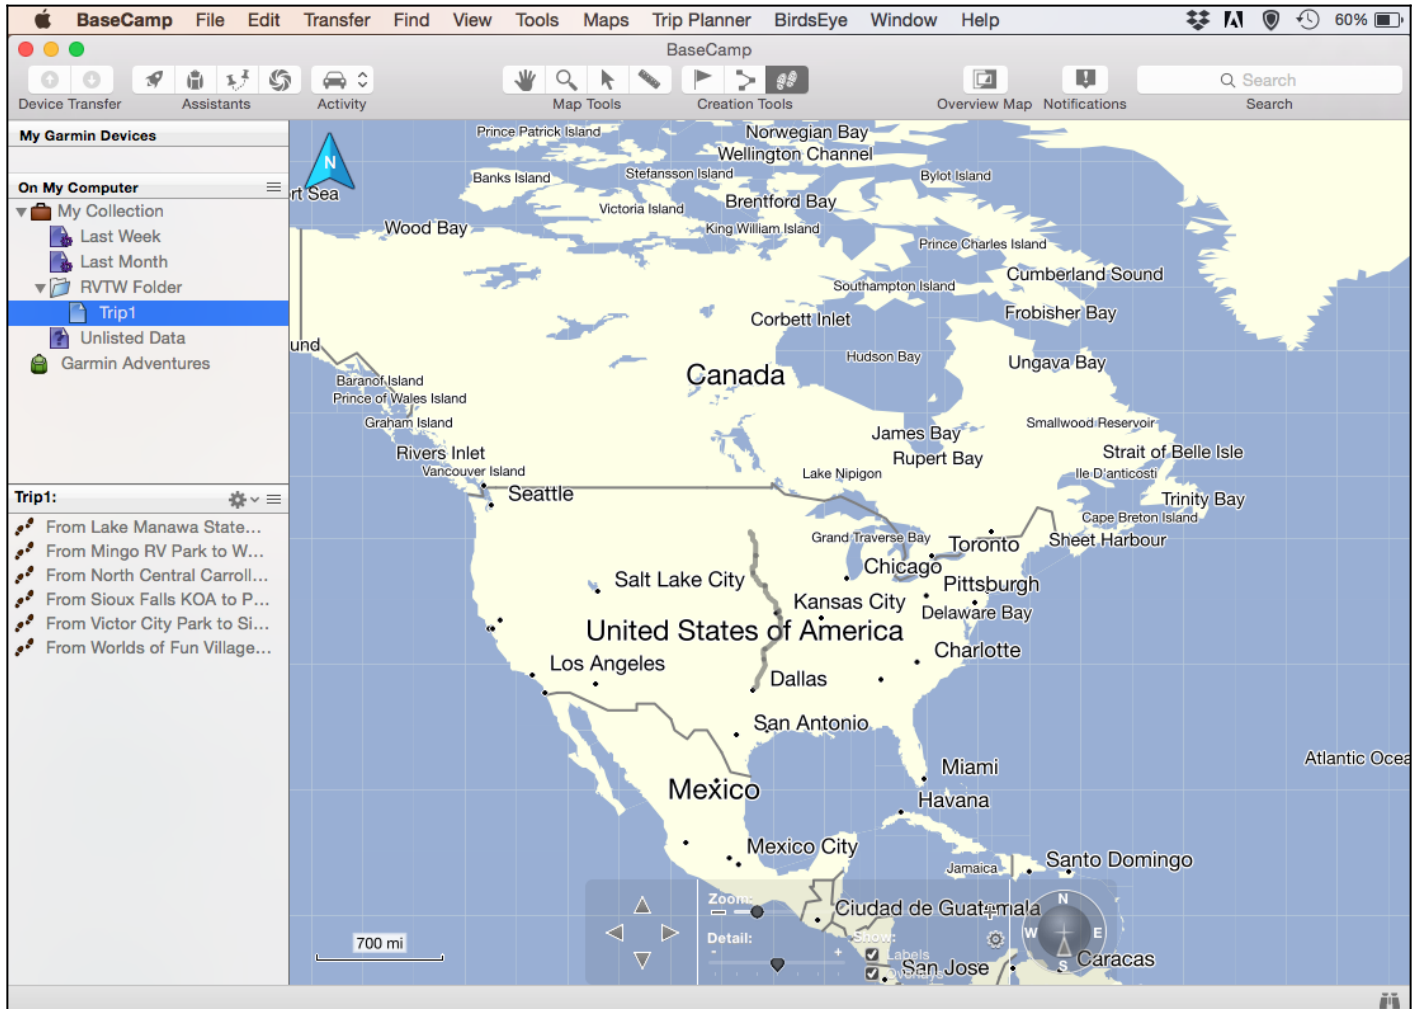 BaseCamp File Edit Transfer Find View Tools Maps Trip Planner BirdsEye Window Help 60%
BaseCamp
Search
Device Transfer Assistants Activity Map Tools Creation Tools Overview Map Notifications Search
My Garmin Devices
On My Computer
My Collection
Last Week
Last Month
RVTW Folder
Trip1
Unlisted Data
Garmin Adventures
Trip1:
From Lake Manawa State...
From Mingo RV Park to W...
From North Central Carroll...
From Sioux Falls KOA to P...
From Victor City Park to Si...
From Worlds of Fun Village...
N
Prince Patrick Island
Norwegian Bay
Wellington Channel
Banks Island
Stefansson Island
Bylot Island
rt Sea
Victoria Island
Brentford Bay
Wood Bay
King William Island
Prince Charles Island
Cumberland Sound
Southampton Island
Corbett Inlet
Frobisher Bay
und
Hudson Bay
Ungava Bay
Canada
Baranof Island
Prince of Wales Island
Graham Island
Smallwood Reservoir
James Bay
Rivers Inlet
Rupert Bay
Strait of Belle Isle
Vancouver Island
Lake Nipigon
Ile D'anticosti
Seattle
Trinity Bay
Cape Breton Island
Grand Traverse Bay
Toronto
Sheet Harbour
Chicago
Salt Lake City
Pittsburgh
Kansas City
Delaware Bay
United States of America
Charlotte
Los Angeles
Dallas
San Antonio
Atlantic Ocea
Miami
Mexico
Havana
Mexico City
Santo Domingo
Jamaica
Zoom:
Ciudad de Guatemala
N
W E
S
Detail:
- +
Show:
Labels
Overlays
San Jose
Caracas
700 mi